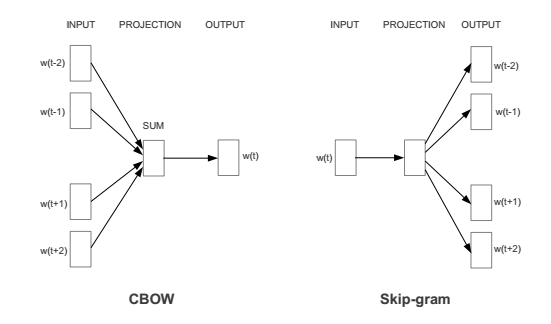 INPUT PROJECTION OUTPUT
w(t-2)
w(t-1)
SUM
w(t)
w(t+1)
w(t+2)
CBOW
INPUT PROJECTION OUTPUT
w(t-2)
w(t-1)
w(t)
w(t+1)
w(t+2)
Skip-gram